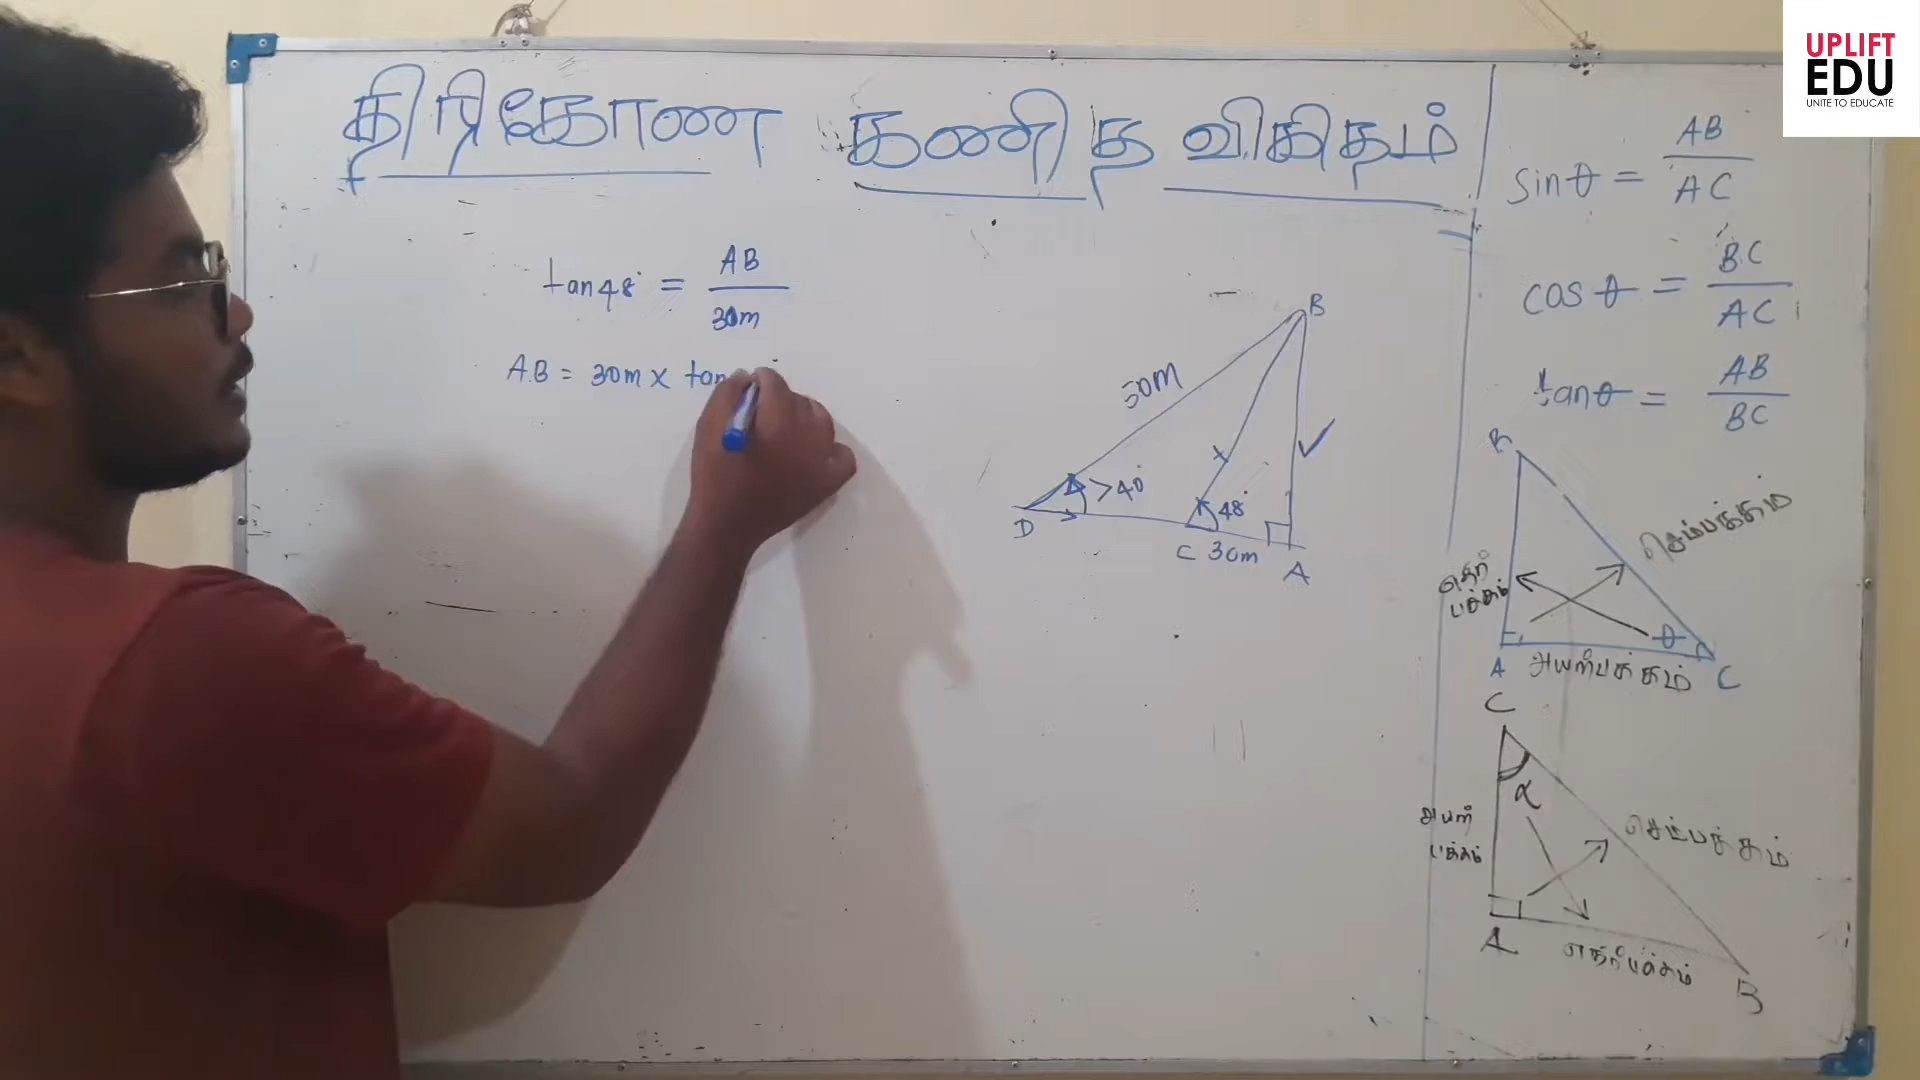 திரிகோண கணித விகிதம்
UPLIFT
EDU
UNITE TO EDUCATE
tan48° = AB / 30m
AB = 30m x tan
B
50m
40°
48°
D
C 30m
A
sinθ = AB / AC
cosθ = BC / AC
tanθ = AB / BC
B
செம்பக்கம்
எதிர்
பக்கம்
θ
A அயற்பக்கம் C
C
α
அயற்
பக்கம்
செம்பக்கம்
A
எதிர்பக்கம்
B